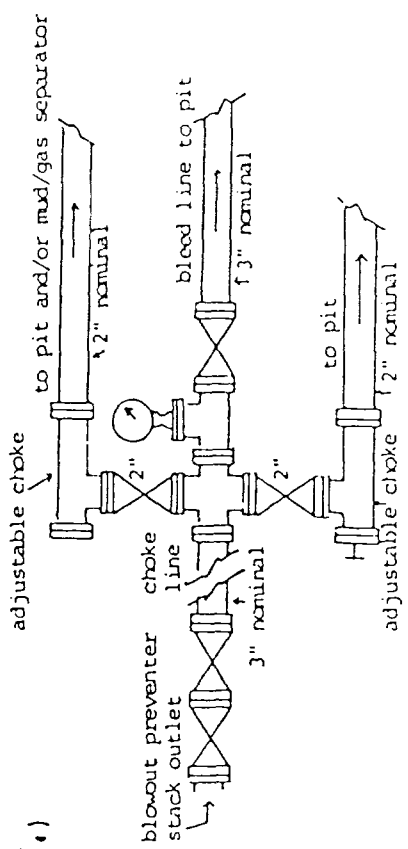 adjustable choke
to pit and/or mud/gas separator
2" nominal
2"
blowout preventer
stack outlet
choke
line
3" nominal
bleed line to pit
3" nominal
2"
to pit
2" nominal
adjustable choke